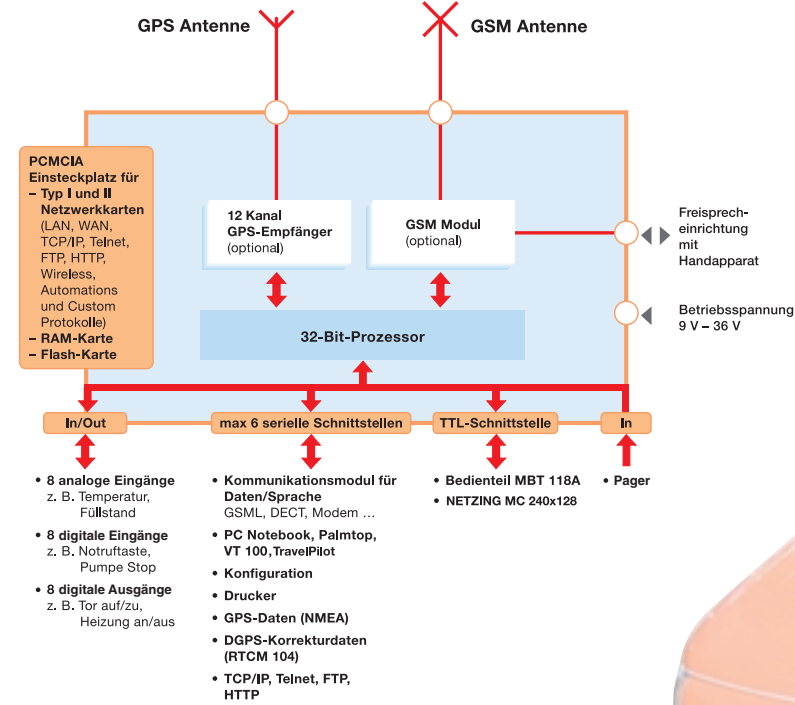 GPS Antenne
GSM Antenne
PCMCIA
Einsteckplatz für
– Typ I und II
Netzwerkkarten
(LAN, WAN,
TCP/IP, Telnet,
FTP, HTTP,
Wireless,
Automations
und Custom
Protokolle)
– RAM-Karte
– Flash-Karte
12 Kanal
GPS-Empfänger
(optional)
GSM Modul
(optional)
Freisprech-
einrichtung
mit
Handapparat
Betriebsspannung
9 V – 36 V
32-Bit-Prozessor
In/Out
max 6 serielle Schnittstellen
TTL-Schnittstelle
In
• 8 analoge Eingänge
z. B. Temperatur,
Füllstand
• 8 digitale Eingänge
z. B. Notruftaste,
Pumpe Stop
• 8 digitale Ausgänge
z. B. Tor auf/zu,
Heizung an/aus
• Kommunikationsmodul für
Daten/Sprache
GSML, DECT, Modem ...
• PC Notebook, Palmtop,
VT 100, TravelPilot
• Konfiguration
• Drucker
• GPS-Daten (NMEA)
• DGPS-Korrekturdaten
(RTCM 104)
• TCP/IP, Telnet, FTP,
HTTP
• Bedienteil MBT 118A
• NETZING MC 240x128
• Pager